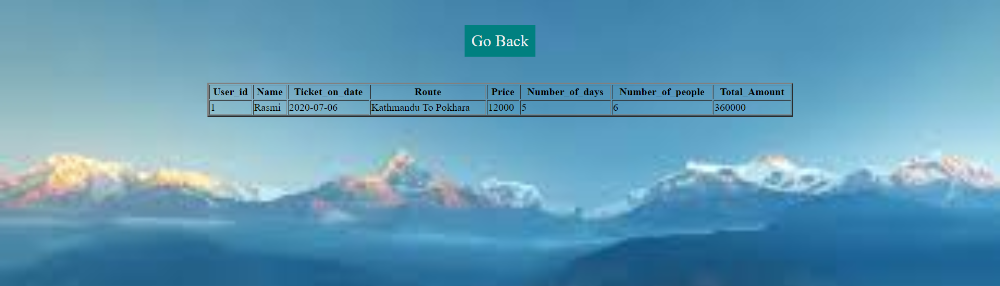 Go Back
User_id Name Ticket_on_date Route Price Number_of_days Number_of_people Total_Amount
1 Rasmi 2020-07-06 Kathmandu To Pokhara 12000 5 6 360000